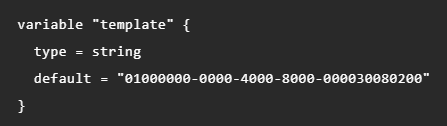 variable "template" {
  type = string
  default = "01000000-0000-4000-8000-000030080200"
}